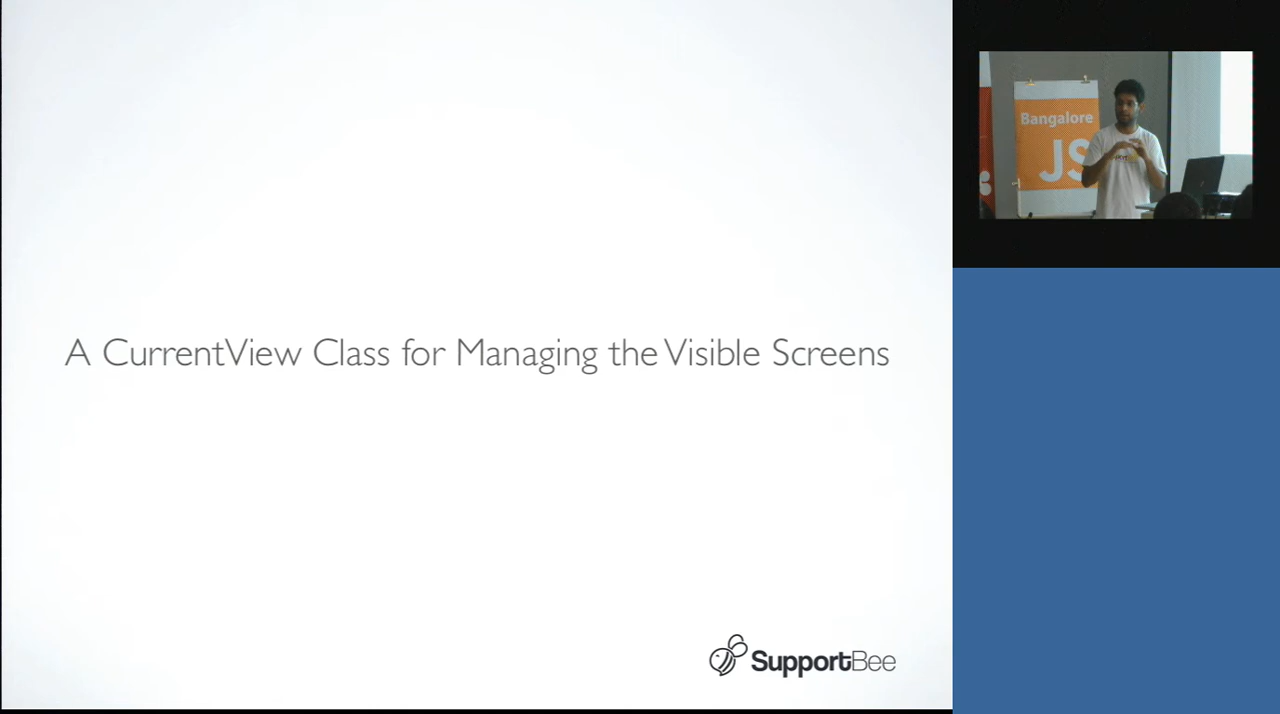 A CurrentView Class for Managing the Visible Screens
SupportBee
Bangalore
JS